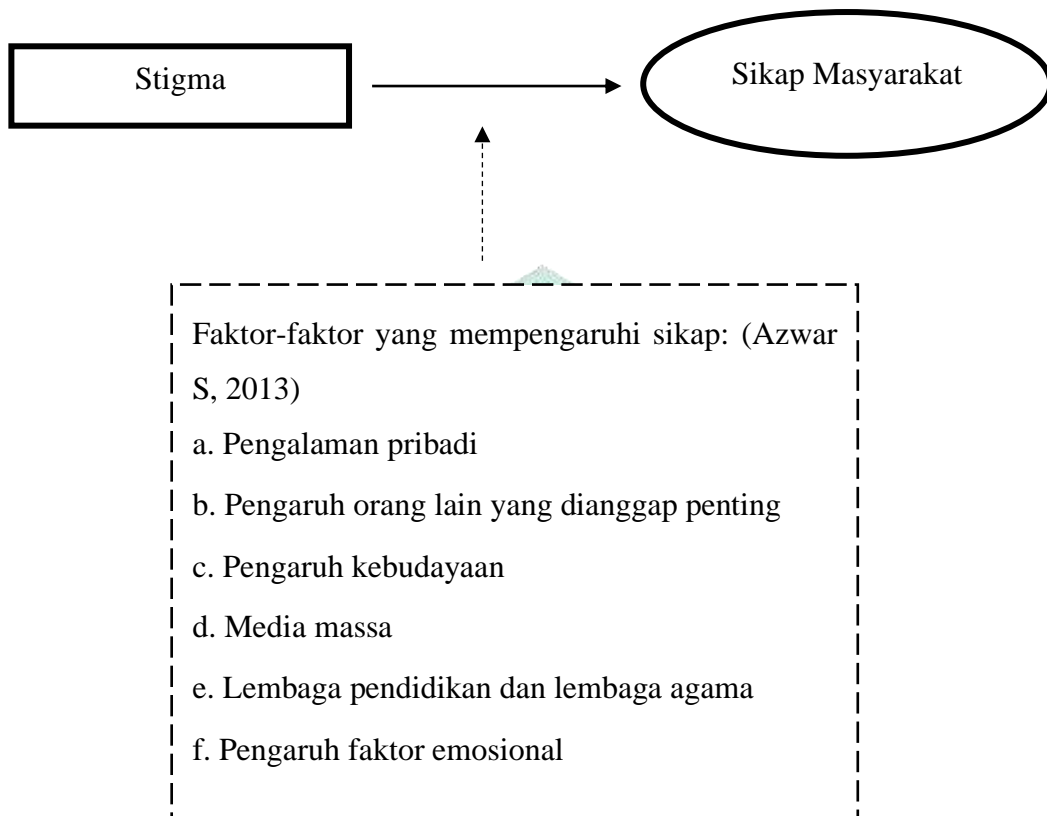 Stigma
Sikap Masyarakat
Faktor-faktor yang mempengaruhi sikap: (Azwar
S, 2013)
a. Pengalaman pribadi
b. Pengaruh orang lain yang dianggap penting
c. Pengaruh kebudayaan
d. Media massa
e. Lembaga pendidikan dan lembaga agama
f. Pengaruh faktor emosional